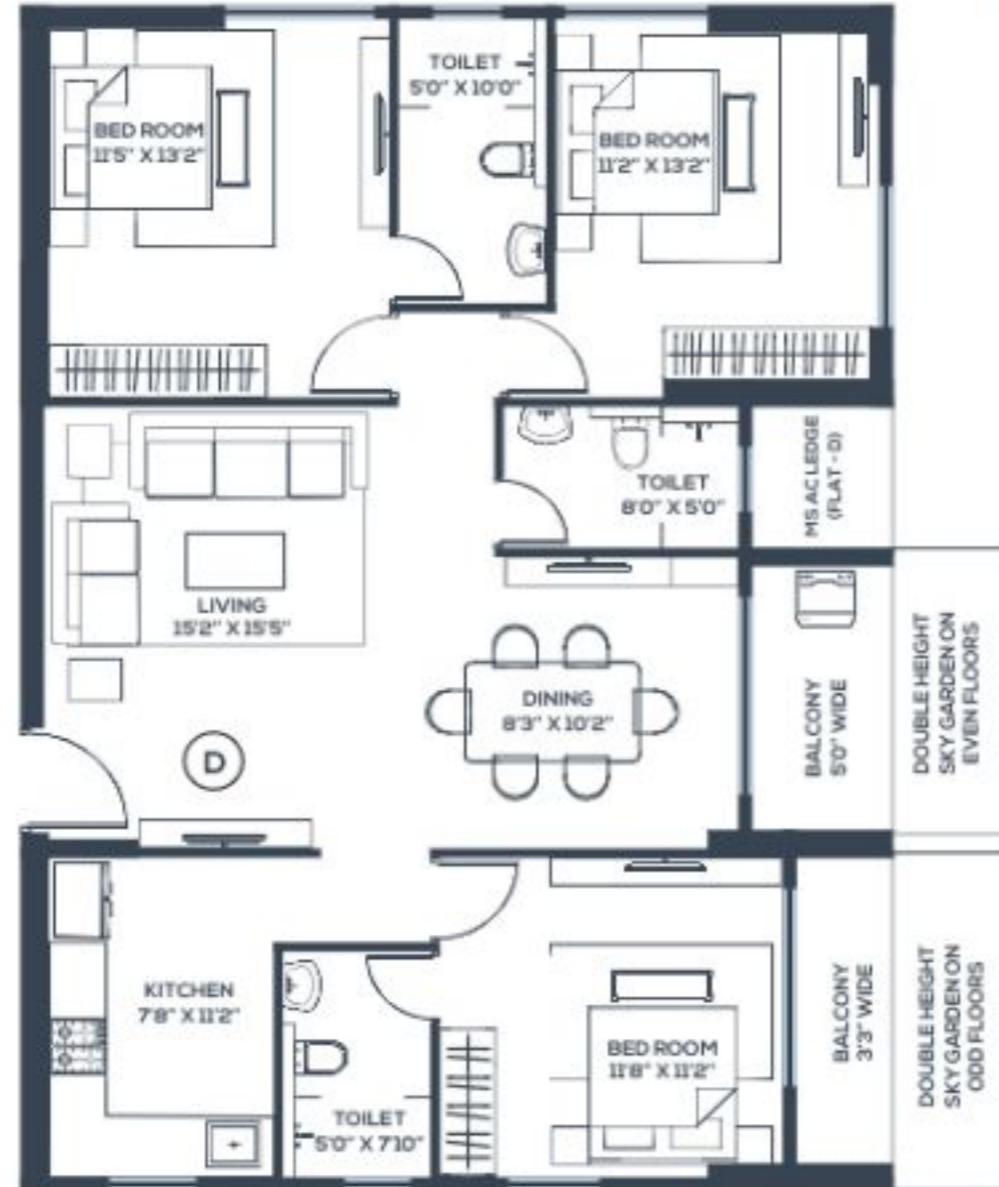 TOILET
5'0" X 10'0"
BED ROOM
11'5" X 13'2"
BED ROOM
11'2" X 13'2"
MS AC LEDGE
(FLAT - D)
TOILET
8'0" X 5'0"
LIVING
15'2" X 15'5"
DINING
8'3" X 10'2"
BALCONY
5'0" WIDE
DOUBLE HEIGHT
SKY GARDEN ON
EVEN FLOORS
D
KITCHEN
7'8" X 11'2"
BED ROOM
11'8" X 11'2"
BALCONY
3'3" WIDE
DOUBLE HEIGHT
SKY GARDEN ON
ODD FLOORS
TOILET
5'0" X 7'10"